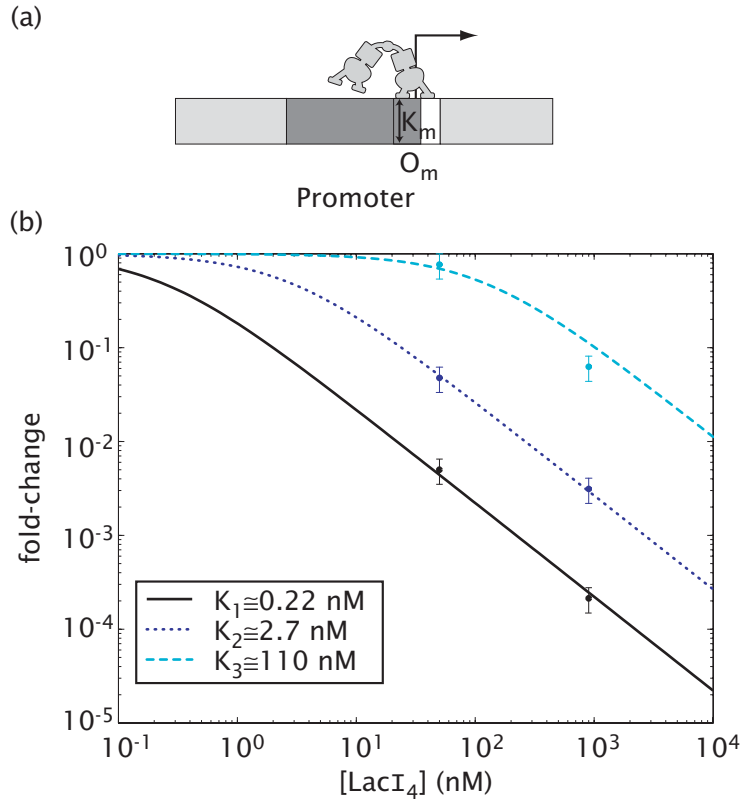 (a)
K_m
O_m
Promoter
(b)
fold-change
10^0
10^-1
10^-2
10^-3
10^-4
10^-5
K_1≅0.22 nM
K_2≅2.7 nM
K_3≅110 nM
10^-1 10^0 10^1 10^2 10^3 10^4
[LacI_4] (nM)